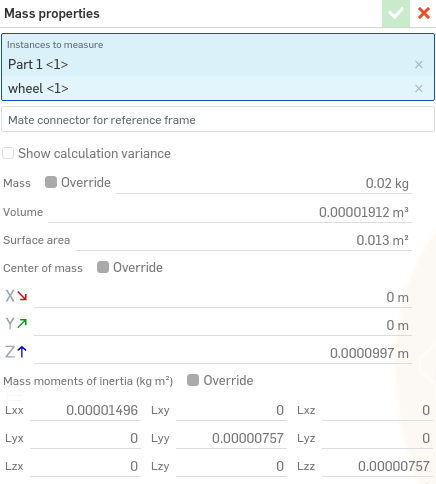 Mass properties
Instances to measure
Part 1 <1>
wheel <1>
Mate connector for reference frame
Show calculation variance
Mass Override 0.02 kg
Volume 0.00001912 m³
Surface area 0.013 m²
Center of mass Override
X 0 m
Y 0 m
Z 0.0000997 m
Mass moments of inertia (kg m²) Override
Lxx 0.00001496 Lxy 0 Lxz 0
Lyx 0 Lyy 0.00000757 Lyz 0
Lzx 0 Lzy 0 Lzz 0.00000757